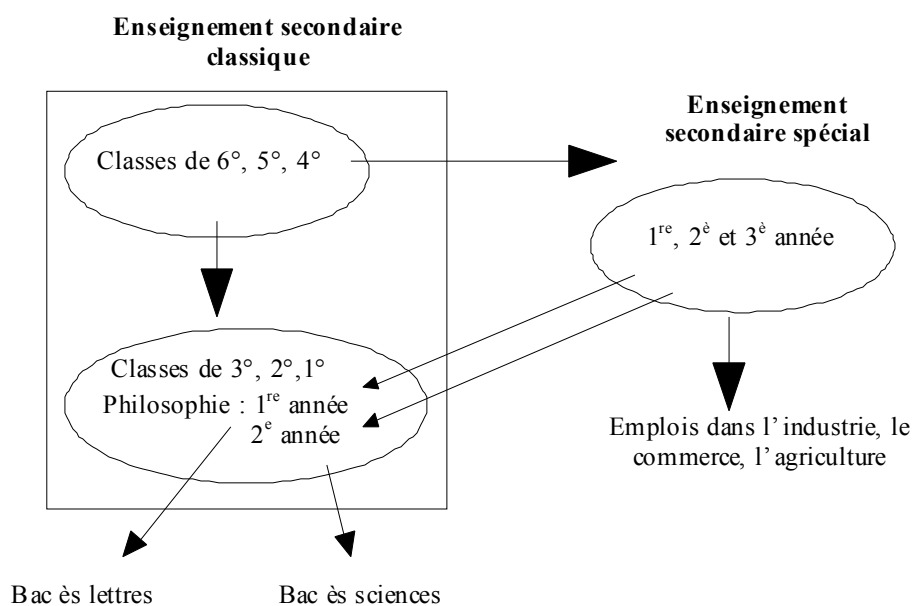 Enseignement secondaire
classique
Classes de 6°, 5°, 4°
Classes de 3°, 2°,1°
Philosophie : 1re année
2e année
Bac ès lettres
Bac ès sciences
Enseignement
secondaire spécial
1re, 2è et 3è année
Emplois dans l'industrie, le
commerce, l'agriculture